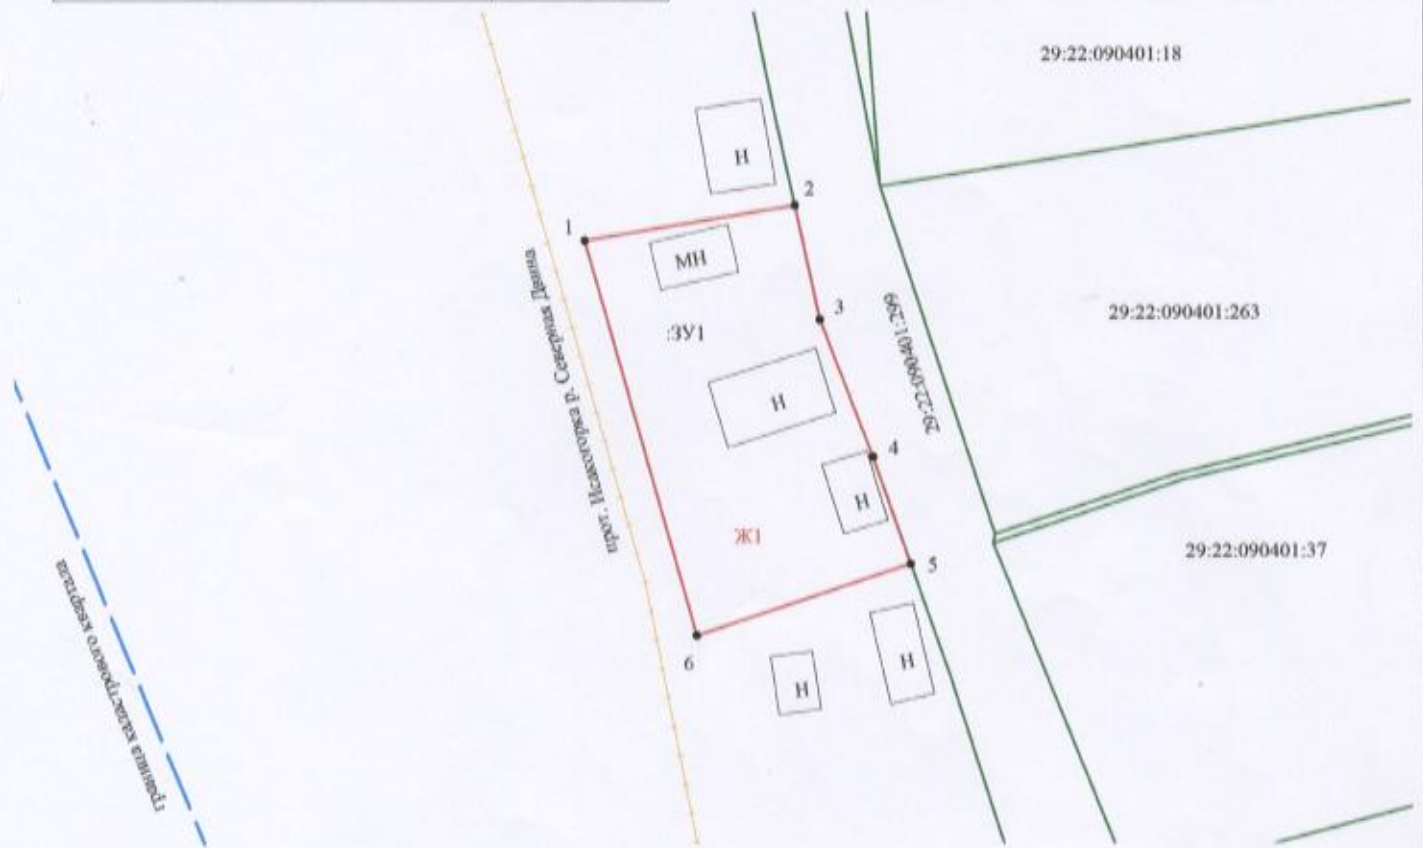 29:22:090401:18
Н
2
1
МН
прот. Исакогорка р. Северная Двина
:ЗУ1
3
29:22:090401:299
29:22:090401:263
Н
4
Н
Ж1
5
29:22:090401:37
6
Н
Н
граница кадастрового квартала